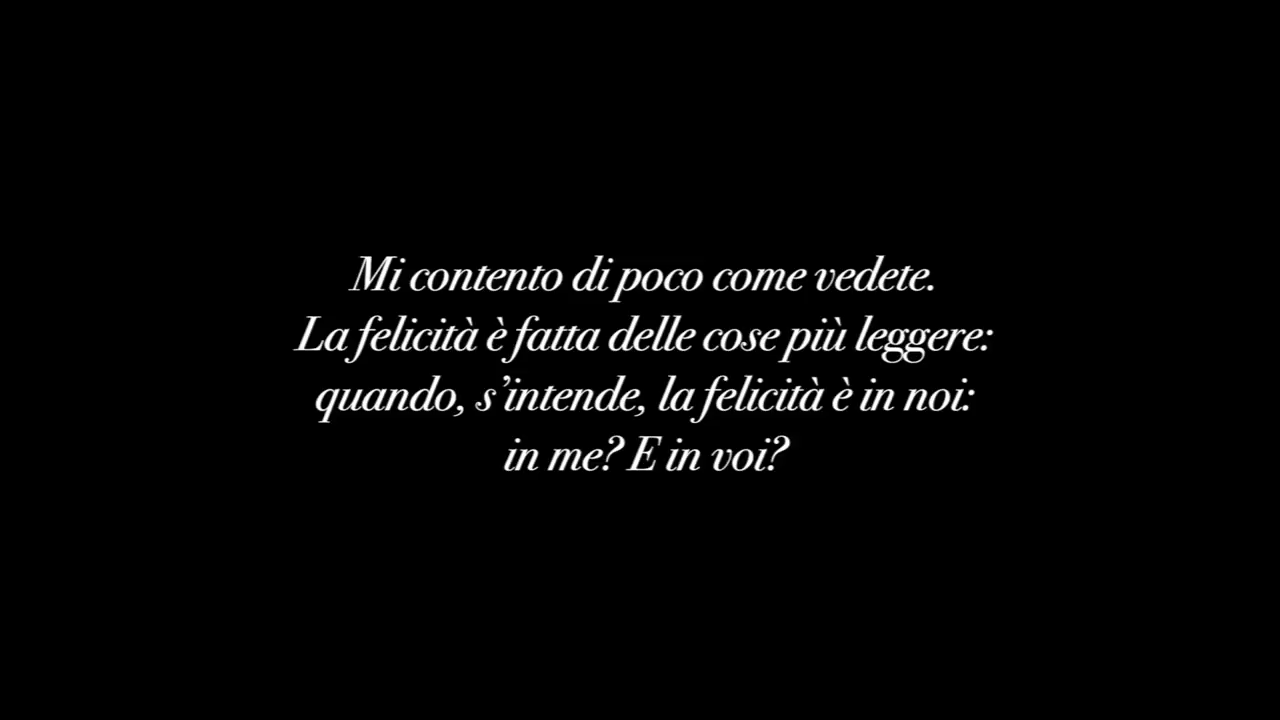 Mi contento di poco come vedete.
La felicità è fatta delle cose più leggere:
quando, s’intende, la felicità è in noi:
in me? E in voi?